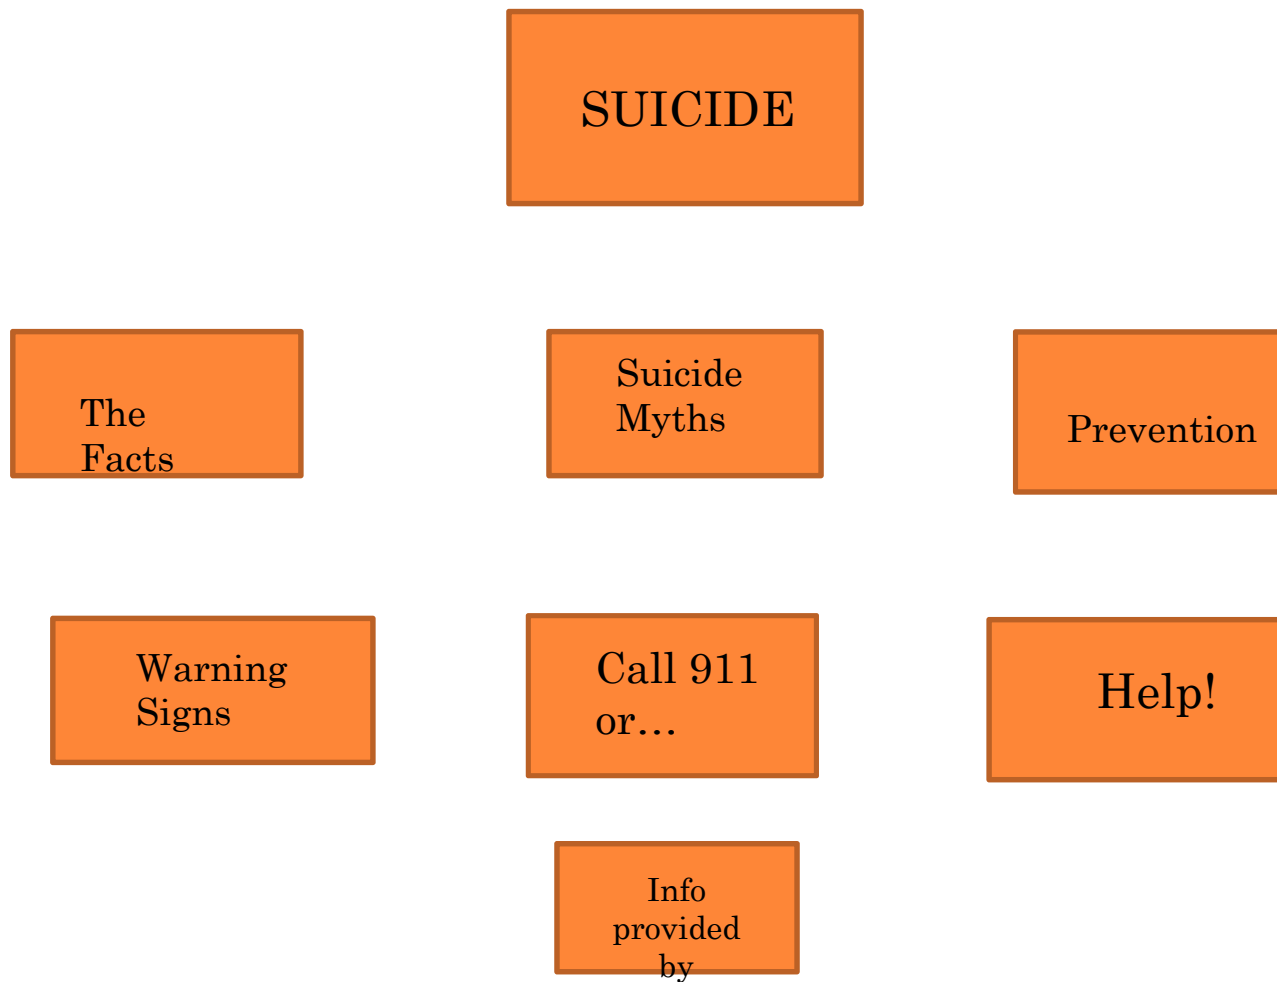 SUICIDE
The
Facts
Suicide
Myths
Prevention
Warning
Signs
Call 911
or...
Help!
Info
provided
by